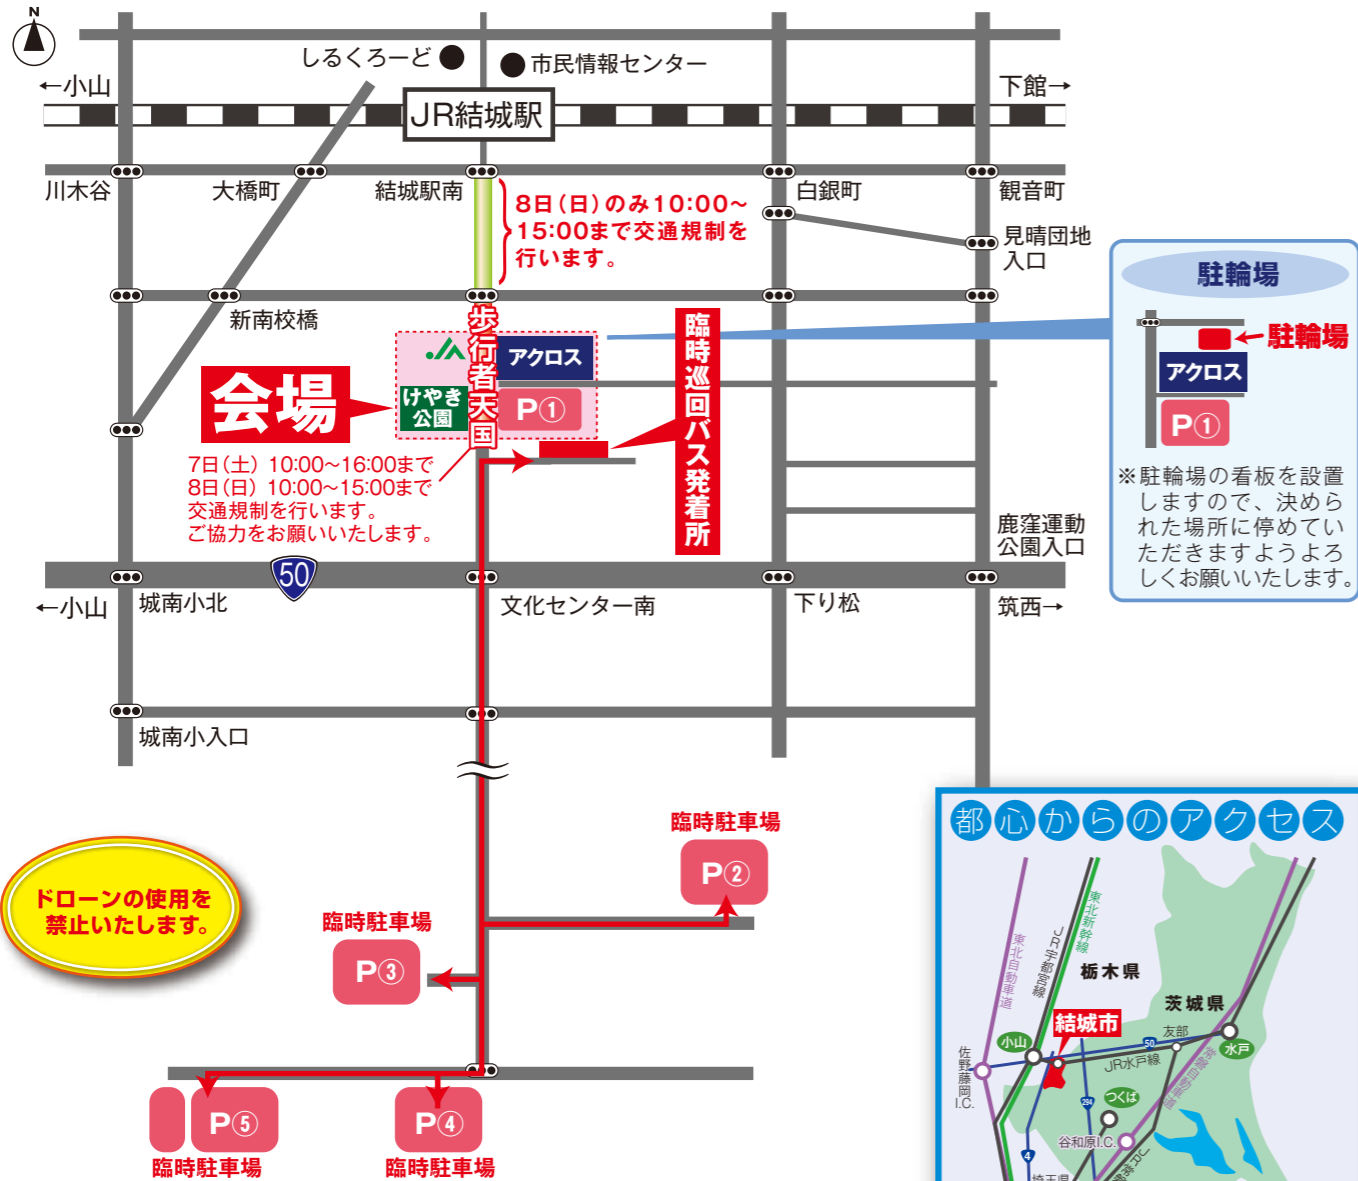 N
しるくろーど
市民情報センター
←小山
下館→
JR結城駅
川木谷
大橋町
結城駅南
白銀町
観音町
8日(日)のみ10:00~
15:00まで交通規制を
行います。
見晴団地
入口
新南校橋
歩行者天国
臨時巡回バス発着所
アクロス
けやき
公園
P①
会場
7日(土) 10:00~16:00まで
8日(日) 10:00~15:00まで
交通規制を行います。
ご協力をお願いいたします。
駐輪場
駐輪場
アクロス
P①
※駐輪場の看板を設置
しますので、決めら
れた場所に停めてい
ただきますようよろ
しくお願いいたします。
鹿窪運動
公園入口
50
←小山
城南小北
文化センター南
下り松
筑西→
城南小入口
ドローンの使用を
禁止いたします。
臨時駐車場
P②
臨時駐車場
P③
P⑤
臨時駐車場
P④
臨時駐車場
都心からのアクセス
東北新幹線
JR宇都宮線
東北自動車道
栃木県
茨城県
結城市
小山
友部
水戸
50
JR水戸線
常磐自動車道
佐野藤岡
I.C.
294
つくば
谷和原I.C.
4
埼玉県